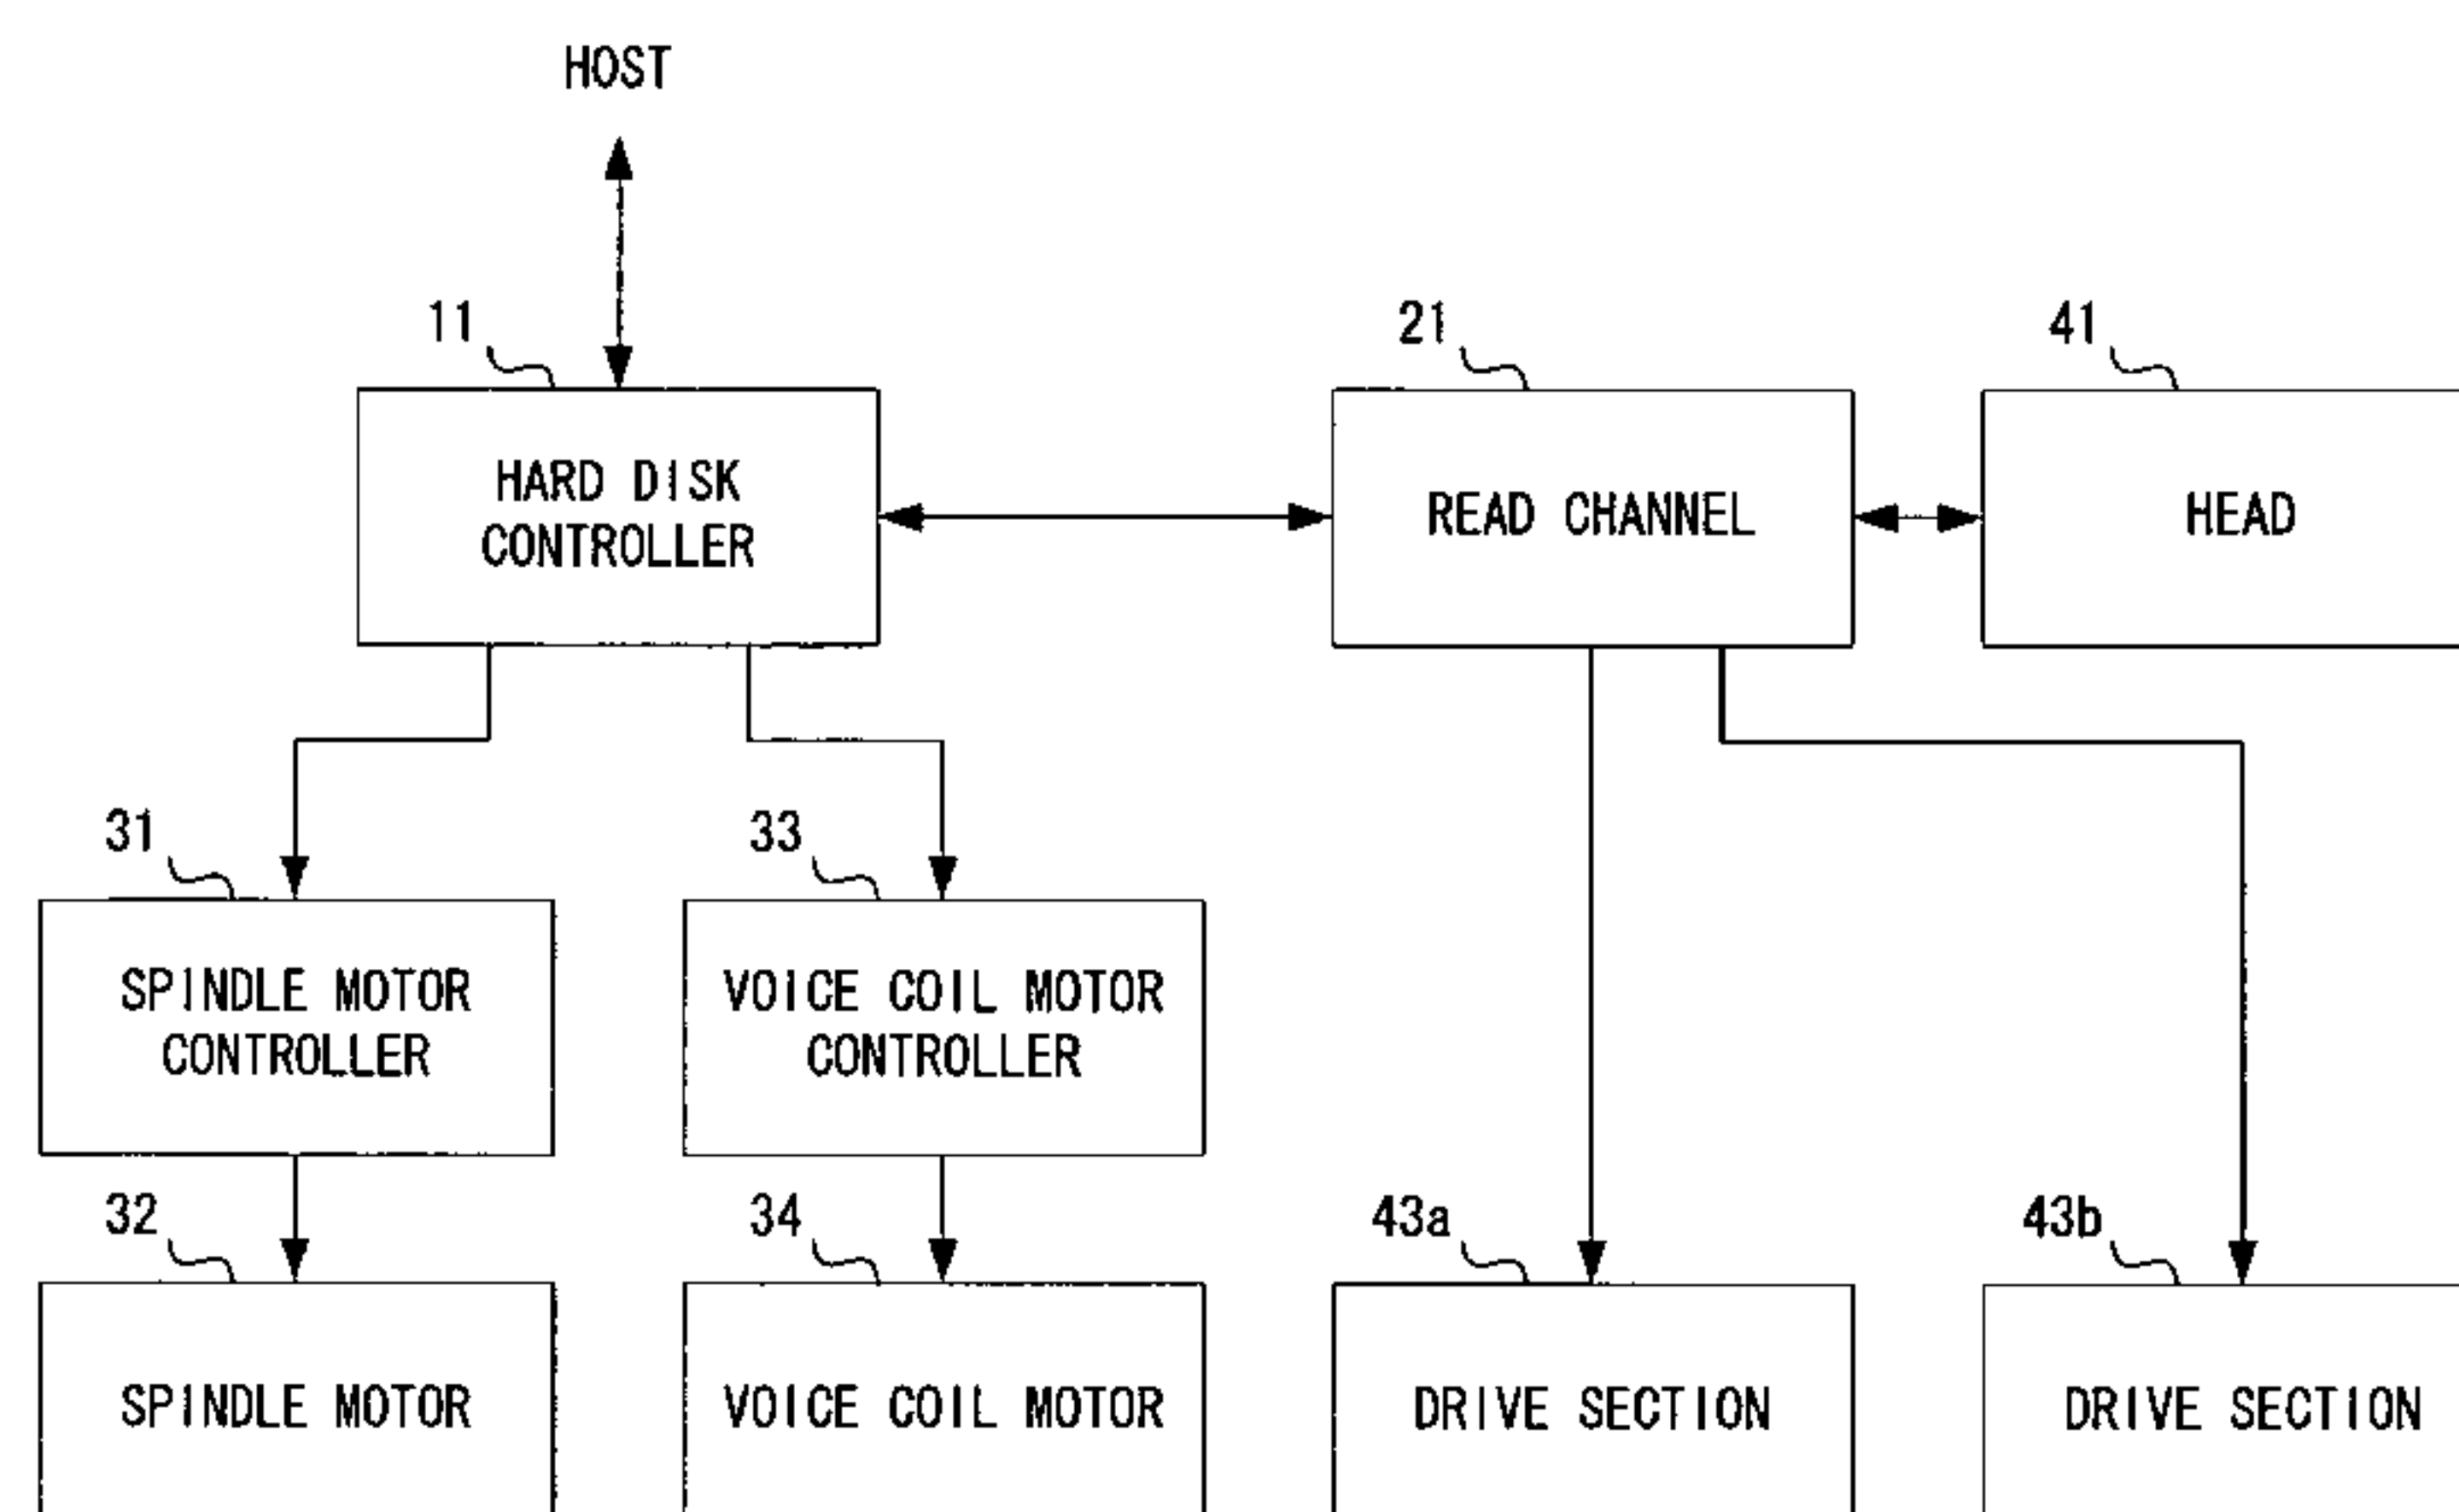 HOST
11
21
41
HARD DISK
CONTROLLER
READ CHANNEL
HEAD
31
33
SPINDLE MOTOR
CONTROLLER
VOICE COIL MOTOR
CONTROLLER
32
34
43a
43b
SPINDLE MOTOR
VOICE COIL MOTOR
DRIVE SECTION
DRIVE SECTION